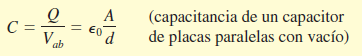 C = Q / V_ab = ϵ₀ A / d (capacitancia de un capacitor
de placas paralelas con vacío)